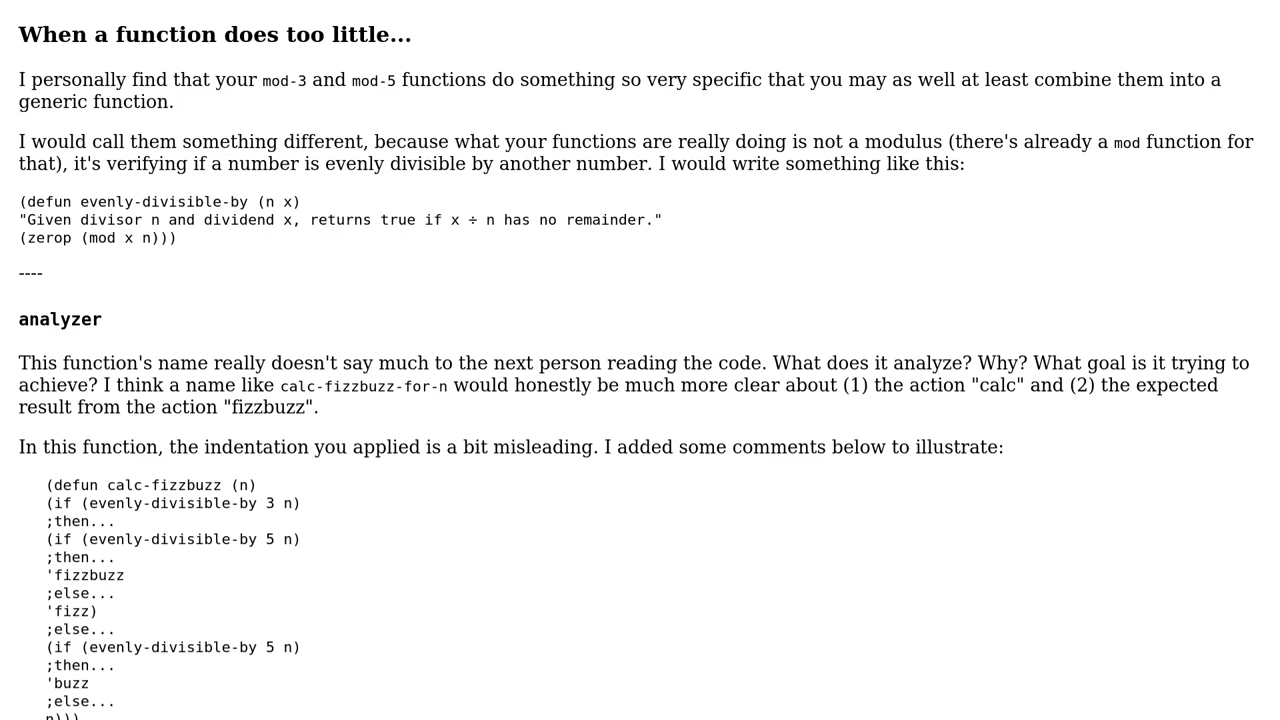 When a function does too little...
I personally find that your mod-3 and mod-5 functions do something so very specific that you may as well at least combine them into a
generic function.
I would call them something different, because what your functions are really doing is not a modulus (there's already a mod function for
that), it's verifying if a number is evenly divisible by another number. I would write something like this:
(defun evenly-divisible-by (n x)
"Given divisor n and dividend x, returns true if x ÷ n has no remainder."
(zerop (mod x n)))
----
analyzer
This function's name really doesn't say much to the next person reading the code. What does it analyze? Why? What goal is it trying to
achieve? I think a name like calc-fizzbuzz-for-n would honestly be much more clear about (1) the action "calc" and (2) the expected
result from the action "fizzbuzz".
In this function, the indentation you applied is a bit misleading. I added some comments below to illustrate:
(defun calc-fizzbuzz (n)
(if (evenly-divisible-by 3 n)
;then...
(if (evenly-divisible-by 5 n)
;then...
'fizzbuzz
;else...
'fizz)
;else...
(if (evenly-divisible-by 5 n)
;then...
'buzz
;else...
n)))